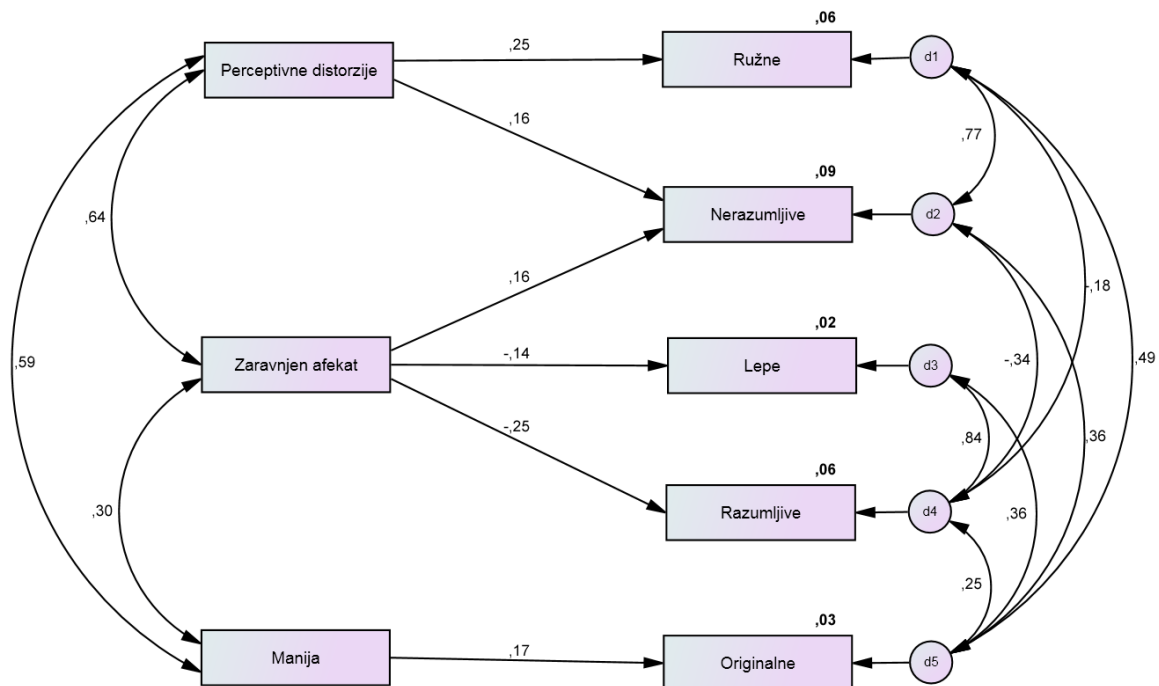 ,06
,25
Ružne
d1
Perceptivne distorzije
,16
,77
,09
Nerazumljive
d2
,64
,16
-,18
,02
,59
Zaravnjen afekat
-,14
Lepe
d3
-,34
,49
,84
,36
-,25
,06
,30
Razumljive
d4
,36
,25
,03
Manija
,17
Originalne
d5